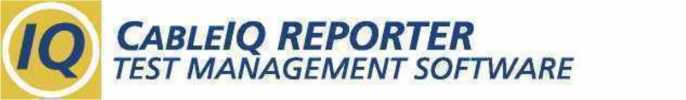 IQ
CABLEIQ REPORTER
TEST MANAGEMENT SOFTWARE